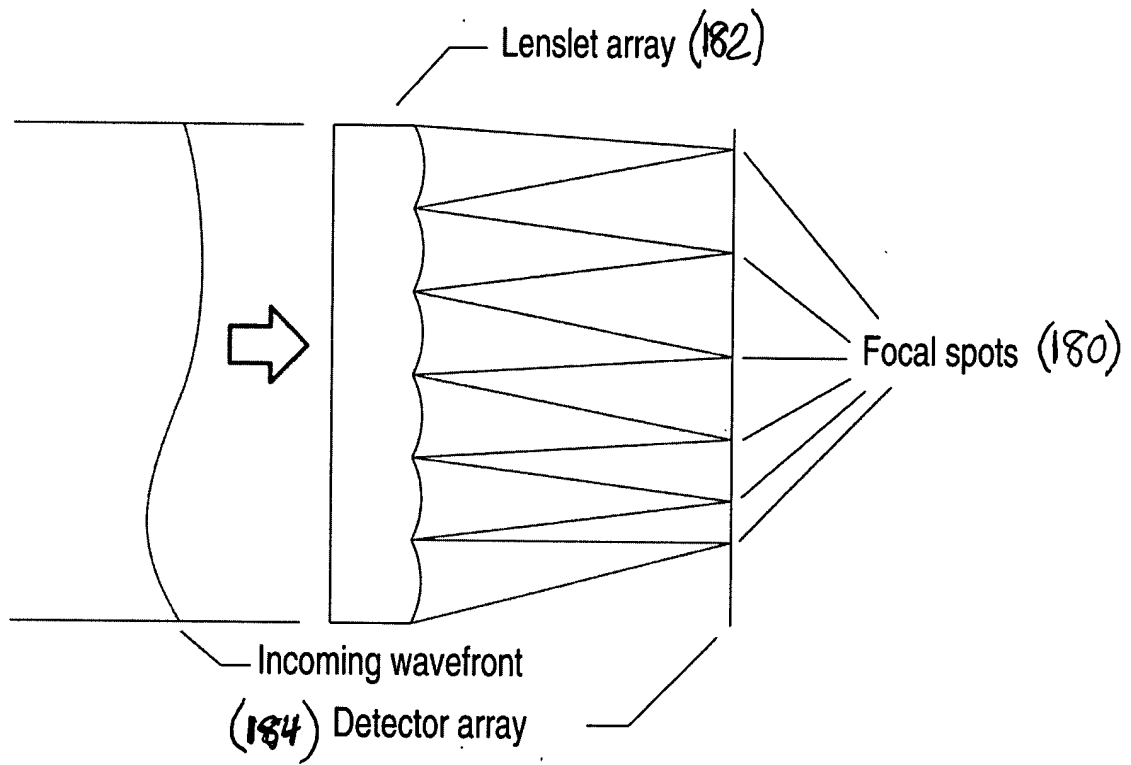 Lenslet array (182)
Focal spots (180)
Incoming wavefront
(184) Detector array